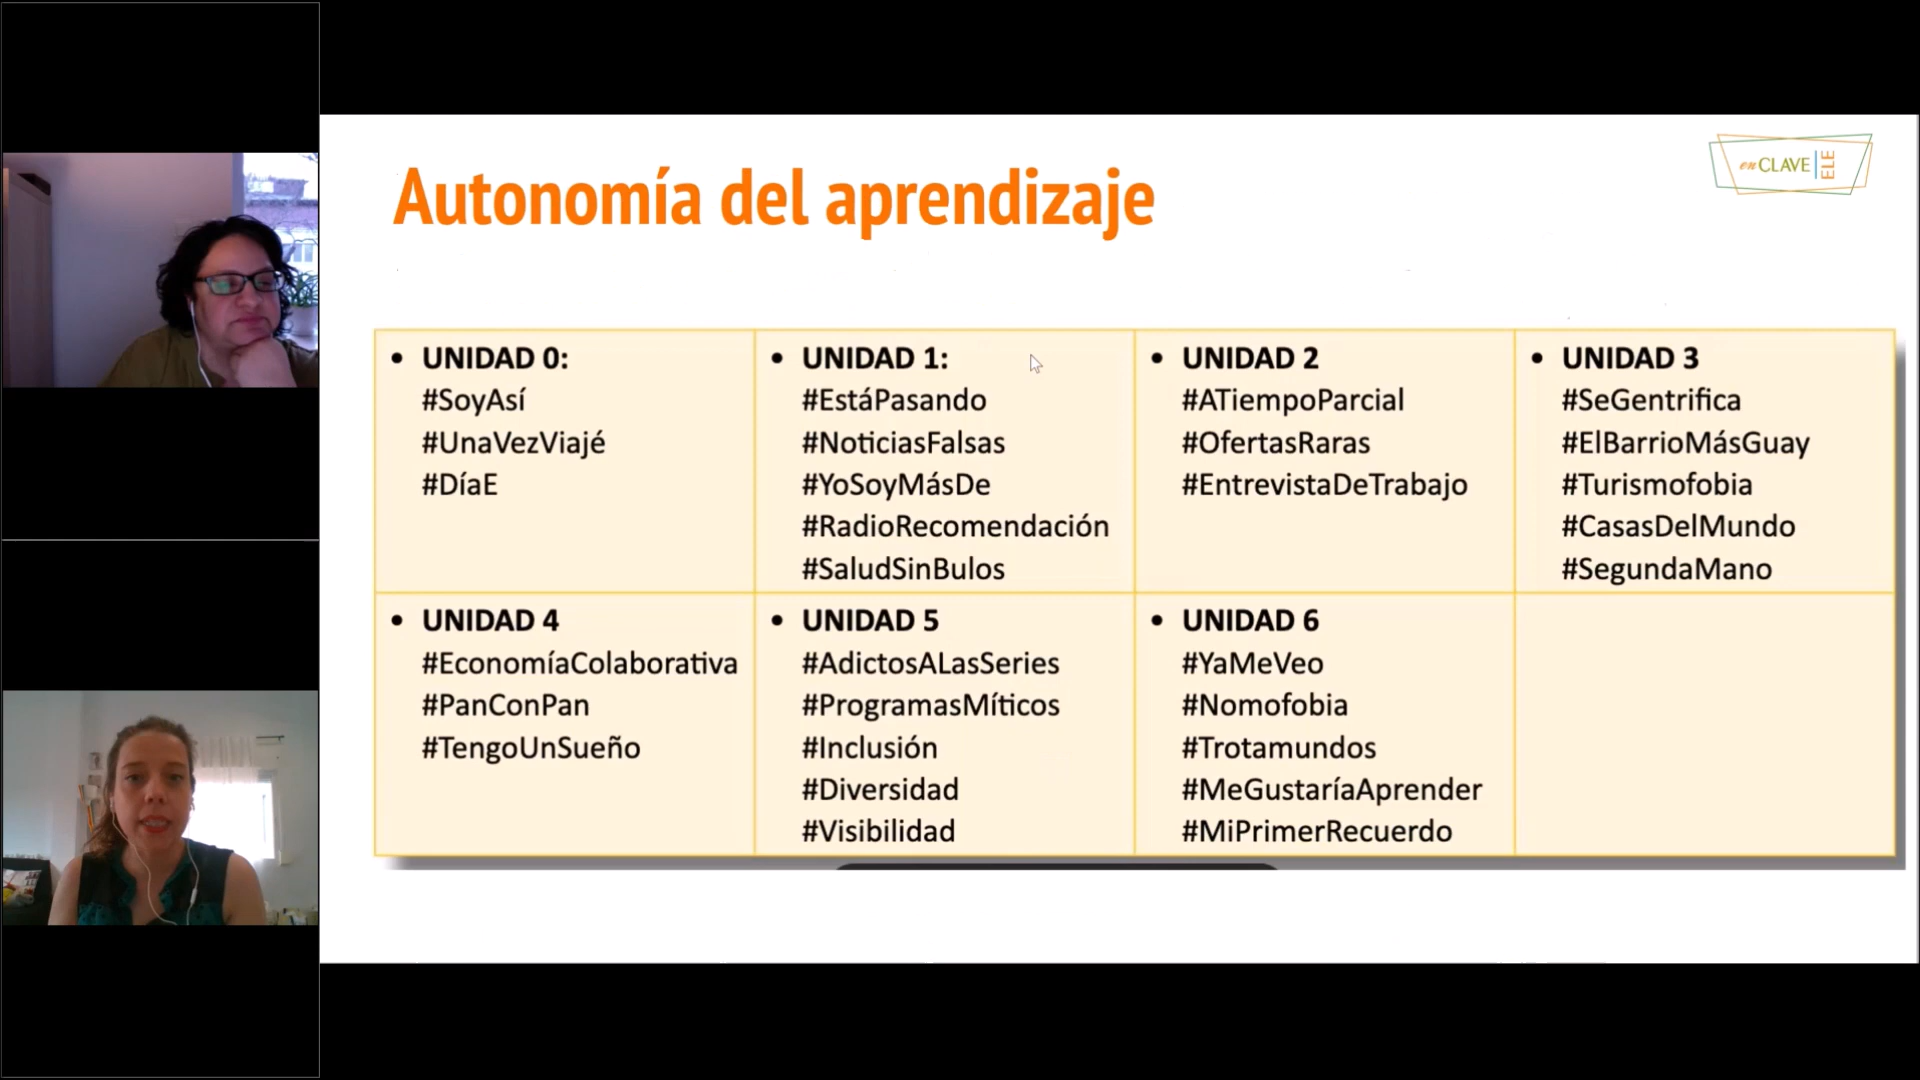 Autonomía del aprendizaje
enCLAVE ELE
• UNIDAD 0:
#SoyAsí
#UnaVezViajé
#DíaE
• UNIDAD 1:
#EstáPasando
#NoticiasFalsas
#YoSoyMásDe
#RadioRecomendación
#SaludSinBulos
• UNIDAD 2
#ATiempoParcial
#OfertasRaras
#EntrevistaDeTrabajo
• UNIDAD 3
#SeGentrifica
#ElBarrioMásGuay
#Turismofobia
#CasasDelMundo
#SegundaMano
• UNIDAD 4
#EconomíaColaborativa
#PanConPan
#TengoUnSueño
• UNIDAD 5
#AdictosALasSeries
#ProgramasMíticos
#Inclusión
#Diversidad
#Visibilidad
• UNIDAD 6
#YaMeVeo
#Nomofobia
#Trotamundos
#MeGustaríaAprender
#MiPrimerRecuerdo